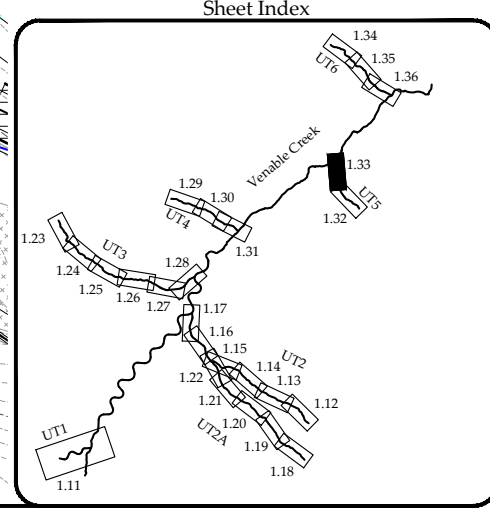 Sheet Index
1.34
1.35
UT6
1.36
Venable Creek
1.33
1.29
1.30
UT5
1.32
UT4
1.31
1.23
UT3
1.28
1.24
1.25
1.26
1.27
1.17
1.16
1.15
UT2
1.14
1.13
1.22
1.12
1.21
1.20
UT2A
1.19
1.18
UT1
1.11